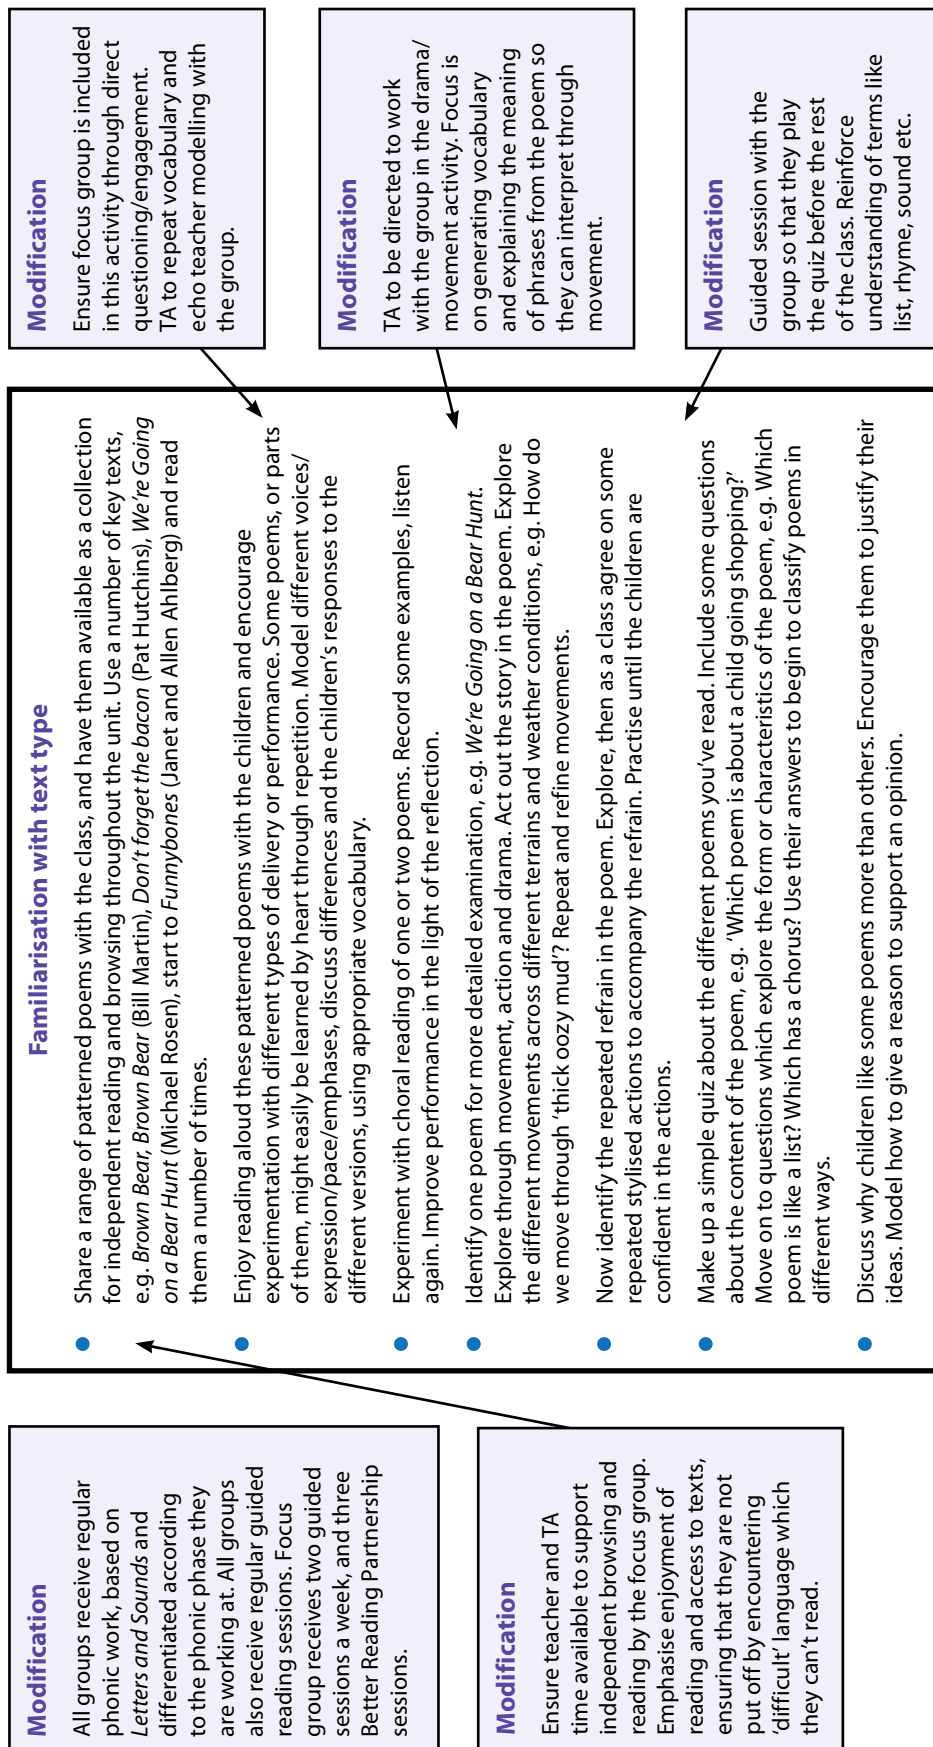 Modification
All groups receive regular
phonic work, based on
Letters and Sounds and
differentiated according
to the phonic phase they
are working at. All groups
also receive regular guided
reading sessions. Focus
group receives two guided
sessions a week, and three
Better Reading Partnership
sessions.
Modification
Ensure teacher and TA
time available to support
independent browsing and
reading by the focus group.
Emphasise enjoyment of
reading and access to texts,
ensuring that they are not
put off by encountering
‘difficult’ language which
they can’t read.
Familiarisation with text type
• Share a range of patterned poems with the class, and have them available as a collection
for independent reading and browsing throughout the unit. Use a number of key texts,
e.g. Brown Bear, Brown Bear (Bill Martin), Don’t forget the bacon (Pat Hutchins), We’re Going
on a Bear Hunt (Michael Rosen), start to Funnybones (Janet and Allen Ahlberg) and read
them a number of times.
• Enjoy reading aloud these patterned poems with the children and encourage
experimentation with different types of delivery or performance. Some poems, or parts
of them, might easily be learned by heart through repetition. Model different voices/
expression/pace/emphases, discuss differences and the children’s responses to the
different versions, using appropriate vocabulary.
• Experiment with choral reading of one or two poems. Record some examples, listen
again. Improve performance in the light of the reflection.
• Identify one poem for more detailed examination, e.g. We’re Going on a Bear Hunt.
Explore through movement, action and drama. Act out the story in the poem. Explore
the different movements across different terrains and weather conditions, e.g. How do
we move through ‘thick oozy mud’? Repeat and refine movements.
• Now identify the repeated refrain in the poem. Explore, then as a class agree on some
repeated stylised actions to accompany the refrain. Practise until the children are
confident in the actions.
• Make up a simple quiz about the different poems you’ve read. Include some questions
about the content of the poem, e.g. ‘Which poem is about a child going shopping?’
Move on to questions which explore the form or characteristics of the poem, e.g. Which
poem is like a list? Which has a chorus? Use their answers to begin to classify poems in
different ways.
• Discuss why children like some poems more than others. Encourage them to justify their
ideas. Model how to give a reason to support an opinion.
Modification
Ensure focus group is included
in this activity through direct
questioning/engagement.
TA to repeat vocabulary and
echo teacher modelling with
the group.
Modification
TA to be directed to work
with the group in the drama/
movement activity. Focus is
on generating vocabulary
and explaining the meaning
of phrases from the poem so
they can interpret through
movement.
Modification
Guided session with the
group so that they play
the quiz before the rest
of the class. Reinforce
understanding of terms like
list, rhyme, sound etc.